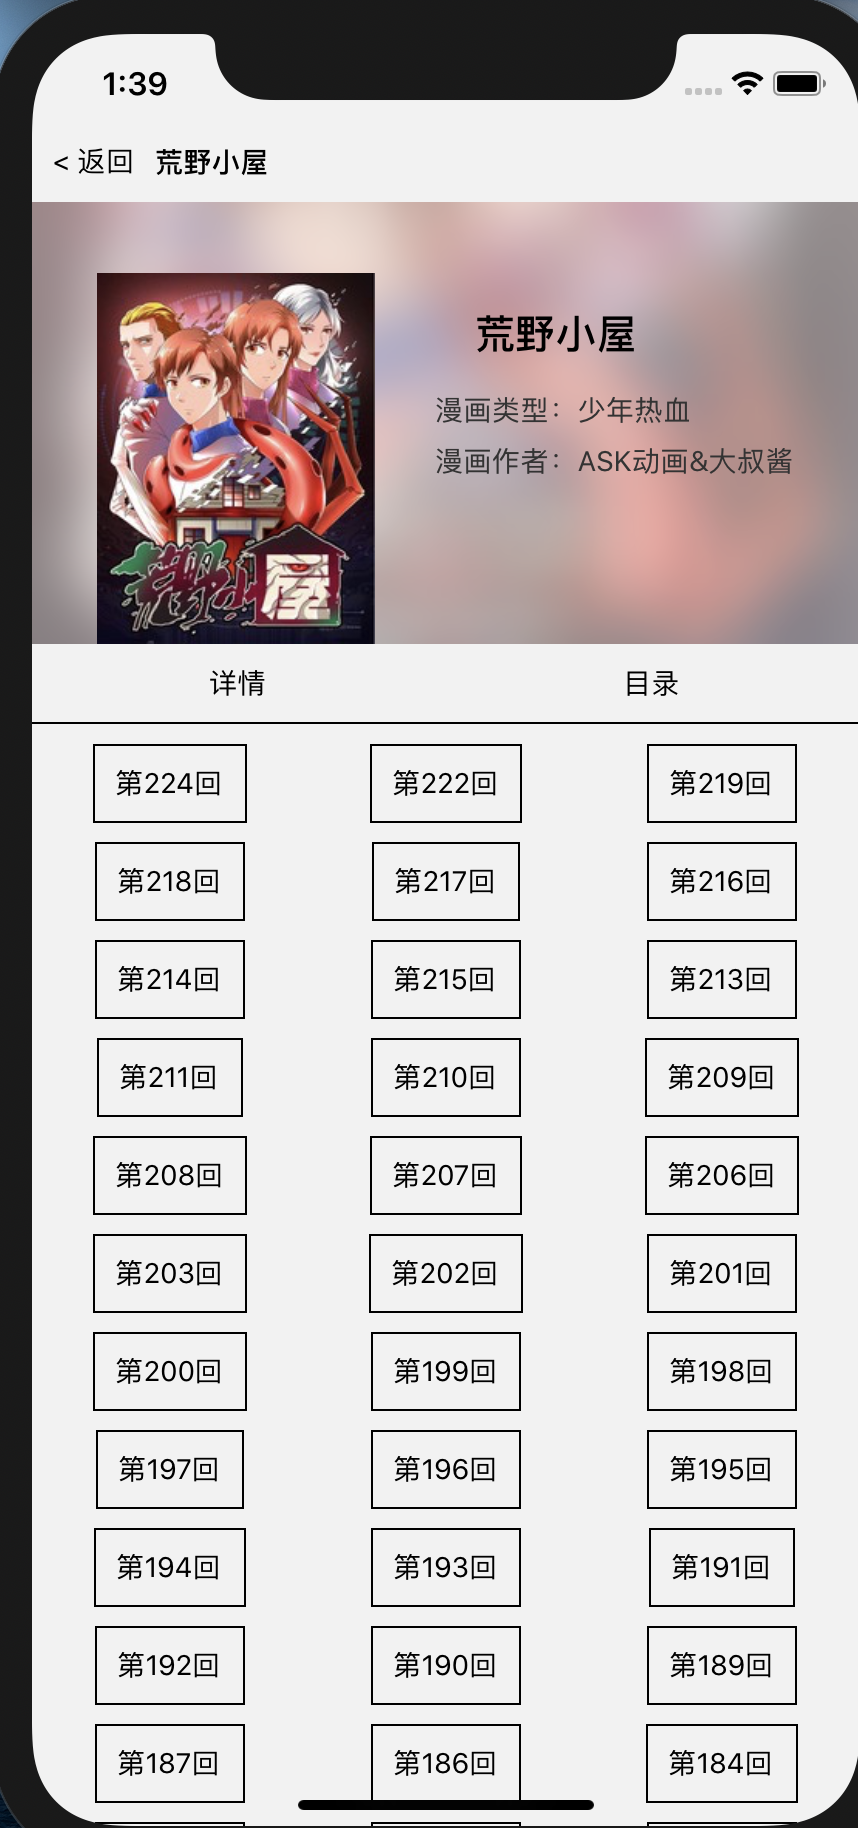 1:39
< 返回 荒野小屋
荒野小屋
漫画类型：少年热血
漫画作者：ASK动画&大叔酱
荒野小屋
详情 目录
第224回 第222回 第219回
第218回 第217回 第216回
第214回 第215回 第213回
第211回 第210回 第209回
第208回 第207回 第206回
第203回 第202回 第201回
第200回 第199回 第198回
第197回 第196回 第195回
第194回 第193回 第191回
第192回 第190回 第189回
第187回 第186回 第184回